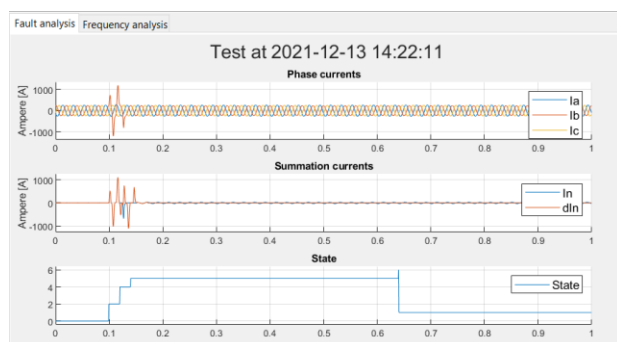 Fault analysis Frequency analysis
Test at 2021-12-13 14:22:11
Phase currents
Ampere [A]
1000
0
-1000
Ia
Ib
Ic
0 0.1 0.2 0.3 0.4 0.5 0.6 0.7 0.8 0.9 1
Summation currents
Ampere [A]
1000
0
-1000
In
dIn
0 0.1 0.2 0.3 0.4 0.5 0.6 0.7 0.8 0.9 1
State
6
4
2
0
State
0 0.1 0.2 0.3 0.4 0.5 0.6 0.7 0.8 0.9 1